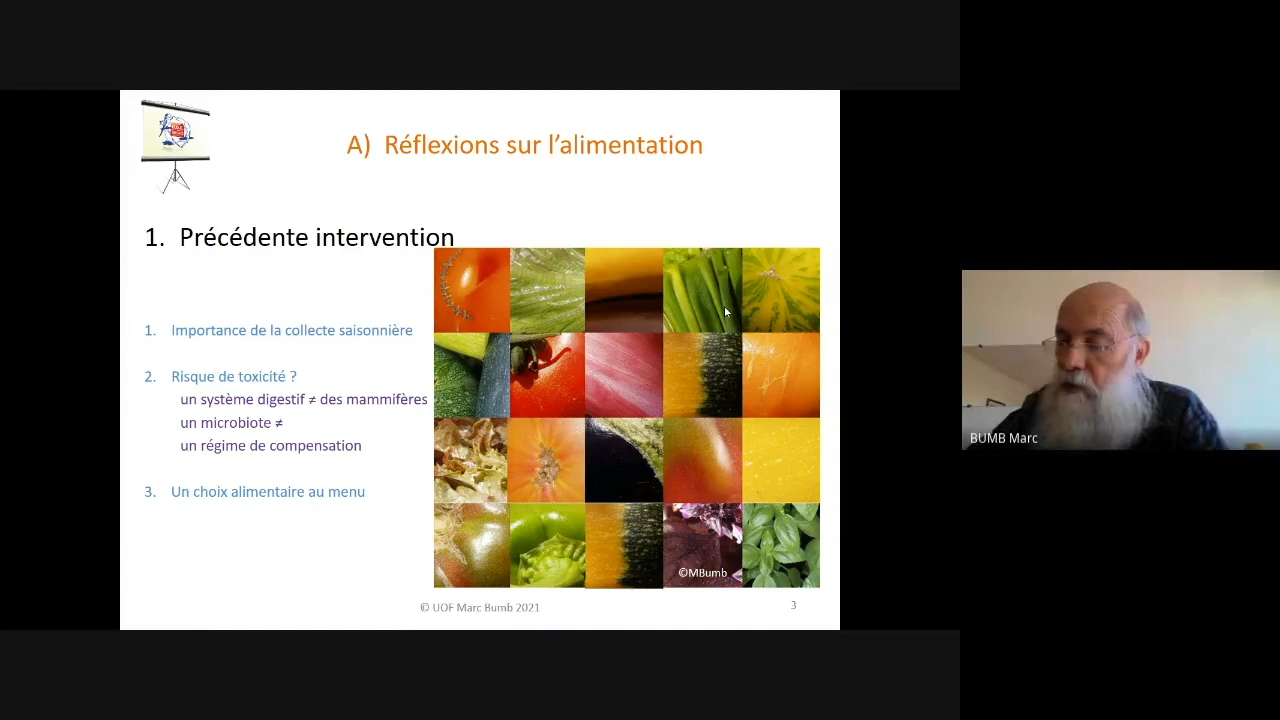 A) Réflexions sur l’alimentation
1. Précédente intervention
1. Importance de la collecte saisonnière
2. Risque de toxicité ?
un système digestif ≠ des mammifères
un microbiote ≠
un régime de compensation
3. Un choix alimentaire au menu
©MBumb
© UOF Marc Bumb 2021
3
BUMB Marc